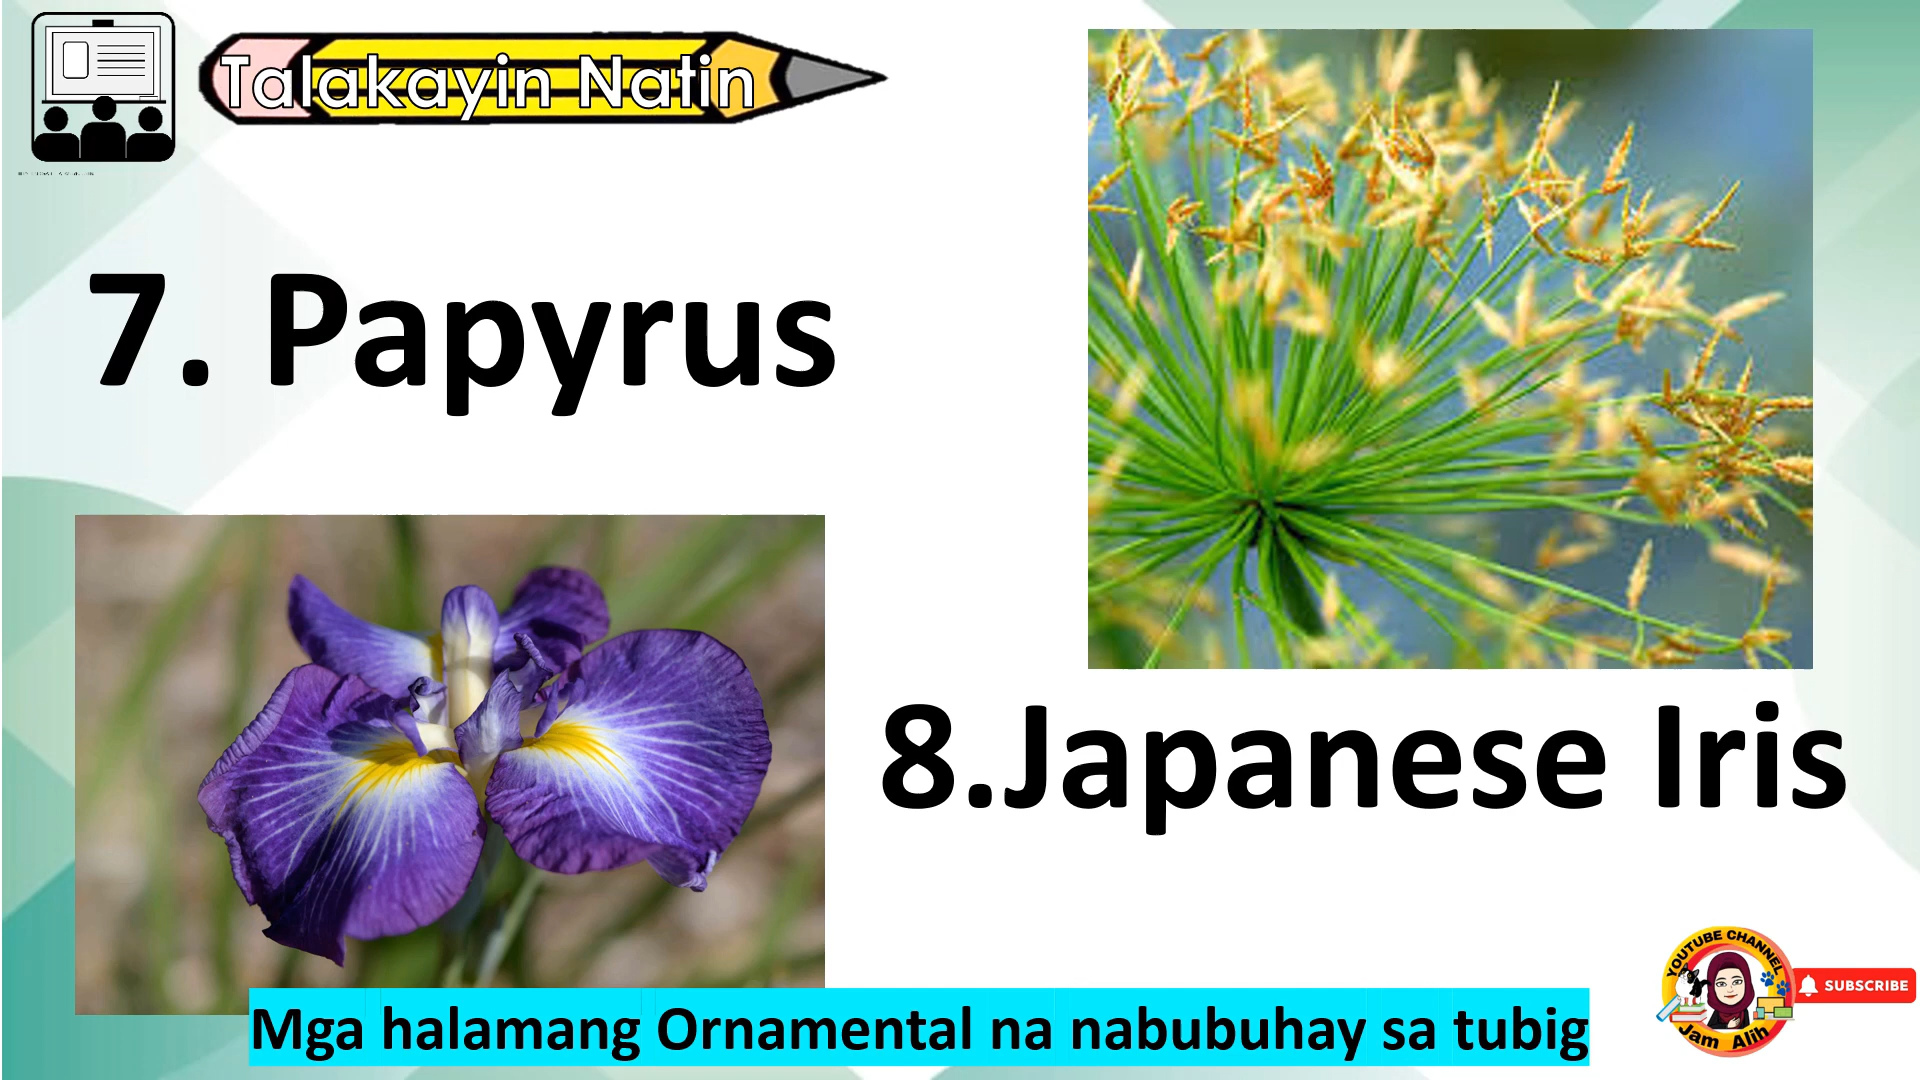 Talakayin Natin
7. Papyrus
8.Japanese Iris
Mga halamang Ornamental na nabubuhay sa tubig
YOUTUBE CHANNEL
Jam Alih
SUBSCRIBE